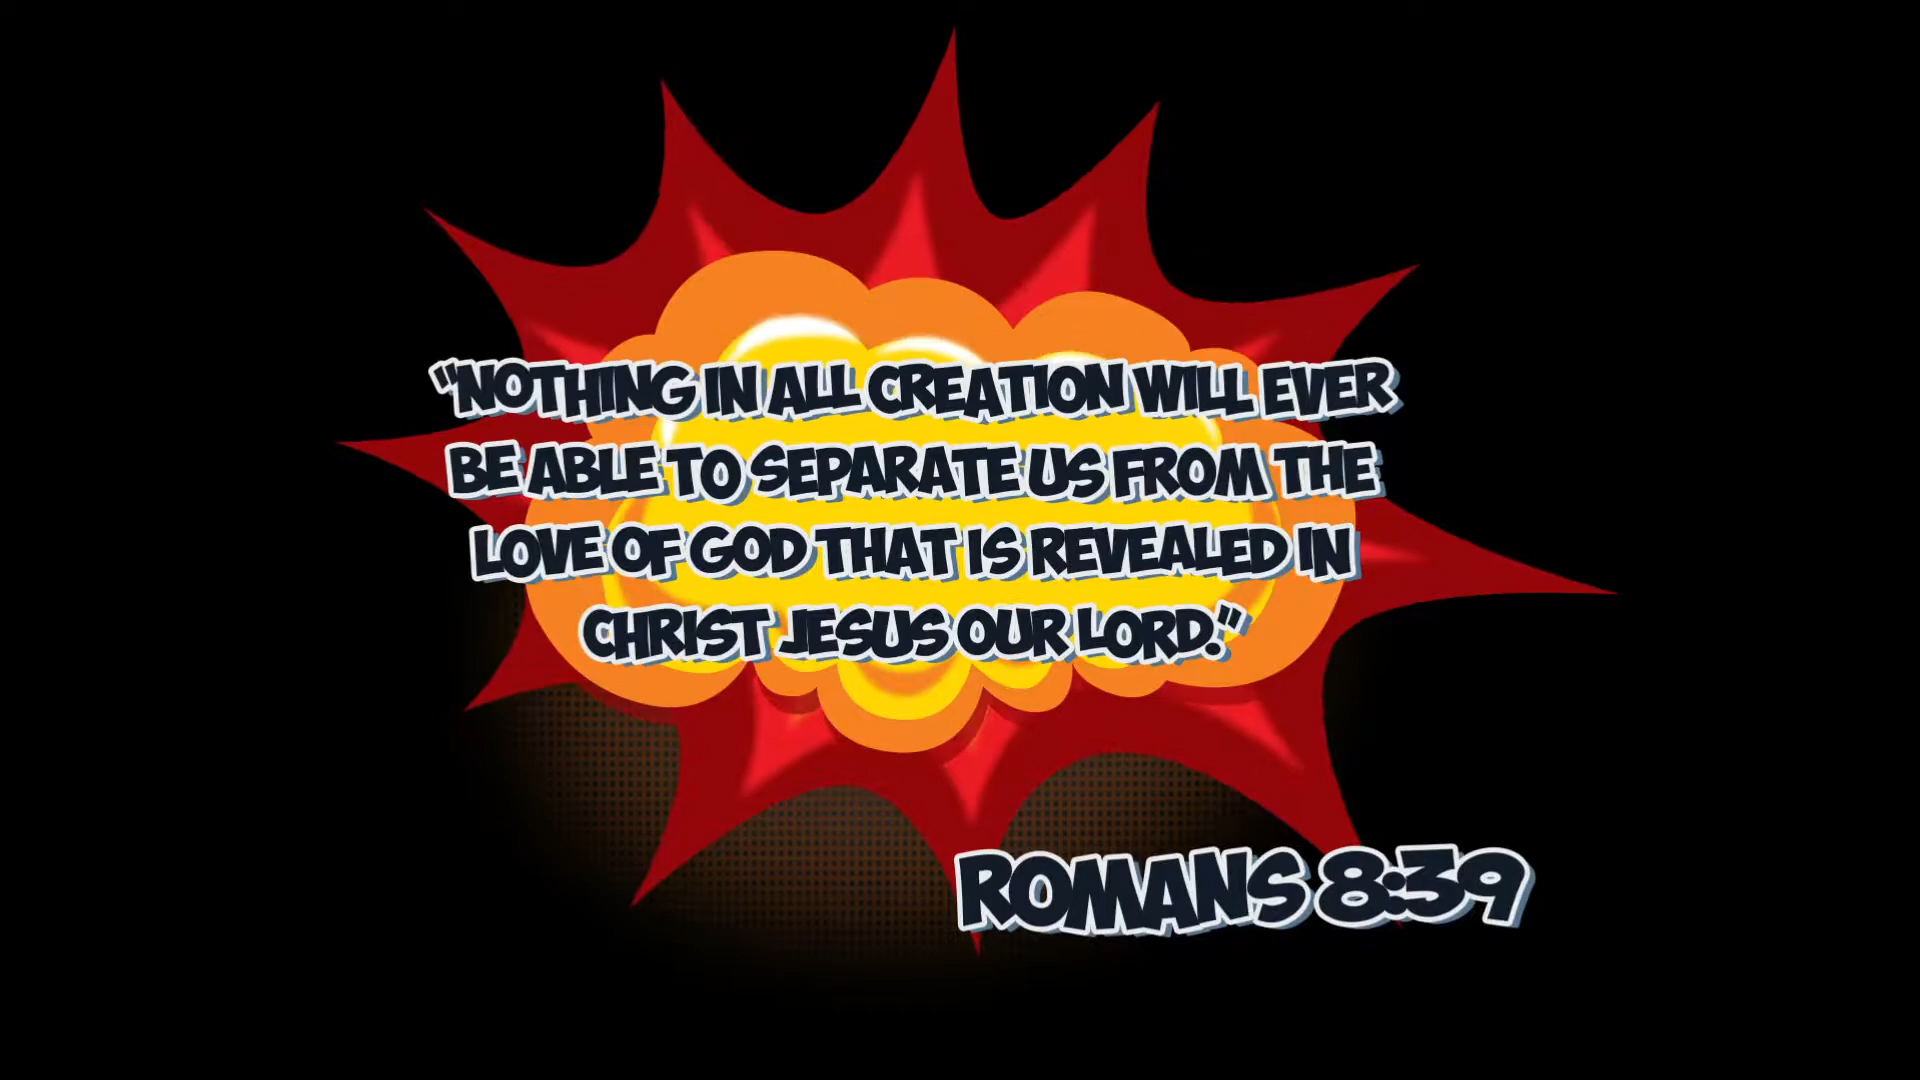 "NOTHING IN ALL CREATION WILL EVER
BE ABLE TO SEPARATE US FROM THE
LOVE OF GOD THAT IS REVEALED IN
CHRIST JESUS OUR LORD."
ROMANS 8:39